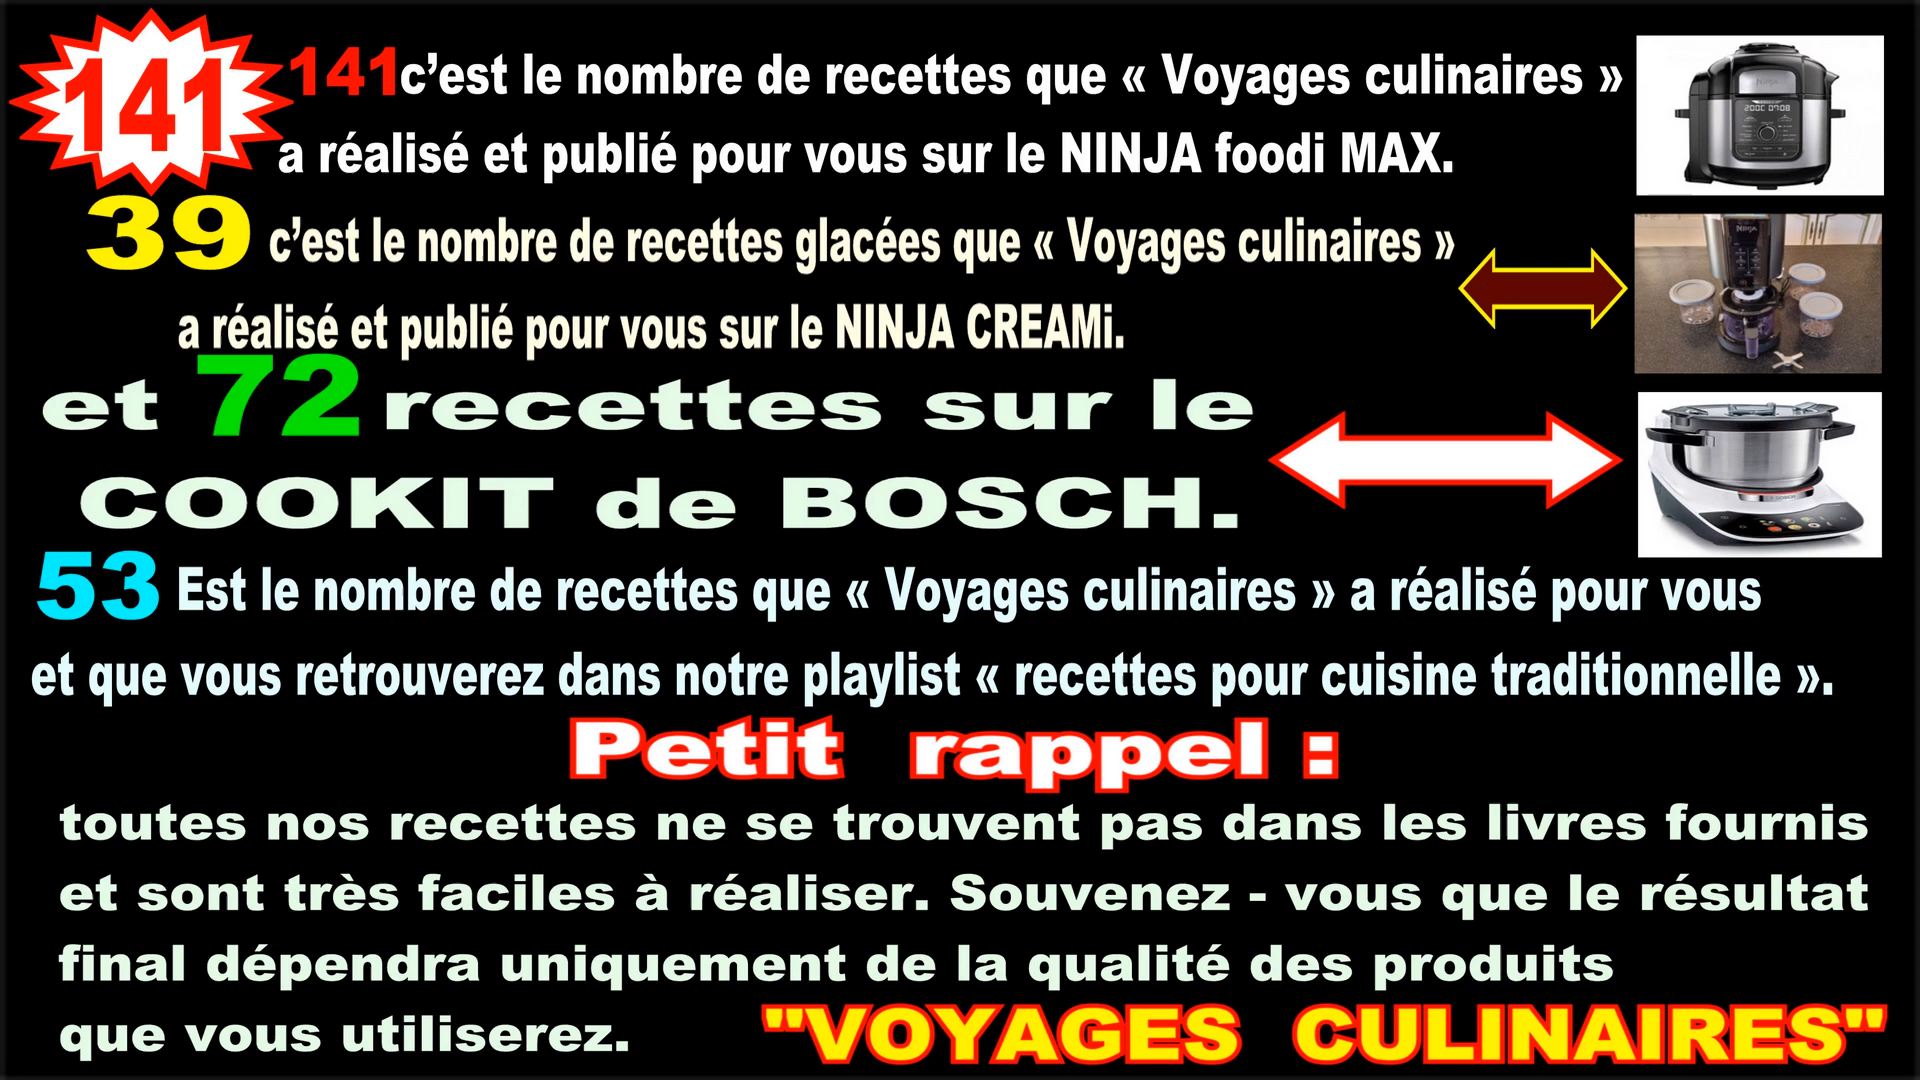 141
141c’est le nombre de recettes que « Voyages culinaires »
a réalisé et publié pour vous sur le NINJA foodi MAX.
39 c’est le nombre de recettes glacées que « Voyages culinaires »
a réalisé et publié pour vous sur le NINJA CREAMi.
et 72 recettes sur le
COOKIT de BOSCH.
53 Est le nombre de recettes que « Voyages culinaires » a réalisé pour vous
et que vous retrouverez dans notre playlist « recettes pour cuisine traditionnelle ».
Petit rappel :
toutes nos recettes ne se trouvent pas dans les livres fournis
et sont très faciles à réaliser. Souvenez - vous que le résultat
final dépendra uniquement de la qualité des produits
que vous utiliserez.
"VOYAGES CULINAIRES"
NINJA